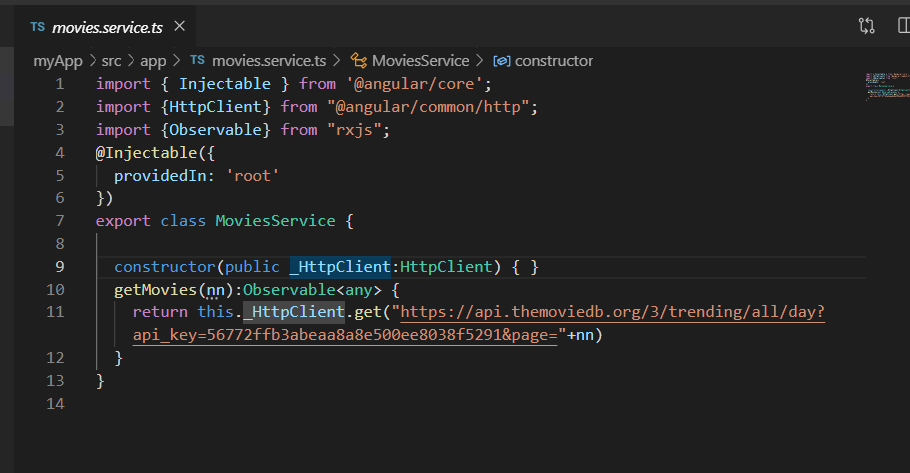 TS movies.service.ts ×
myApp > src > app > TS movies.service.ts > MoviesService > constructor
1 import { Injectable } from '@angular/core';
2 import {HttpClient} from "@angular/common/http";
3 import {Observable} from "rxjs";
4 @Injectable({
5 providedIn: 'root'
6 })
7 export class MoviesService {
8
9 constructor(public _HttpClient:HttpClient) { }
10 getMovies(nn):Observable<any> {
11 return this._HttpClient.get("https://api.themoviedb.org/3/trending/all/day?
api_key=56772ffb3abeaa8a8e500ee8038f5291&page="+nn)
12 }
13 }
14